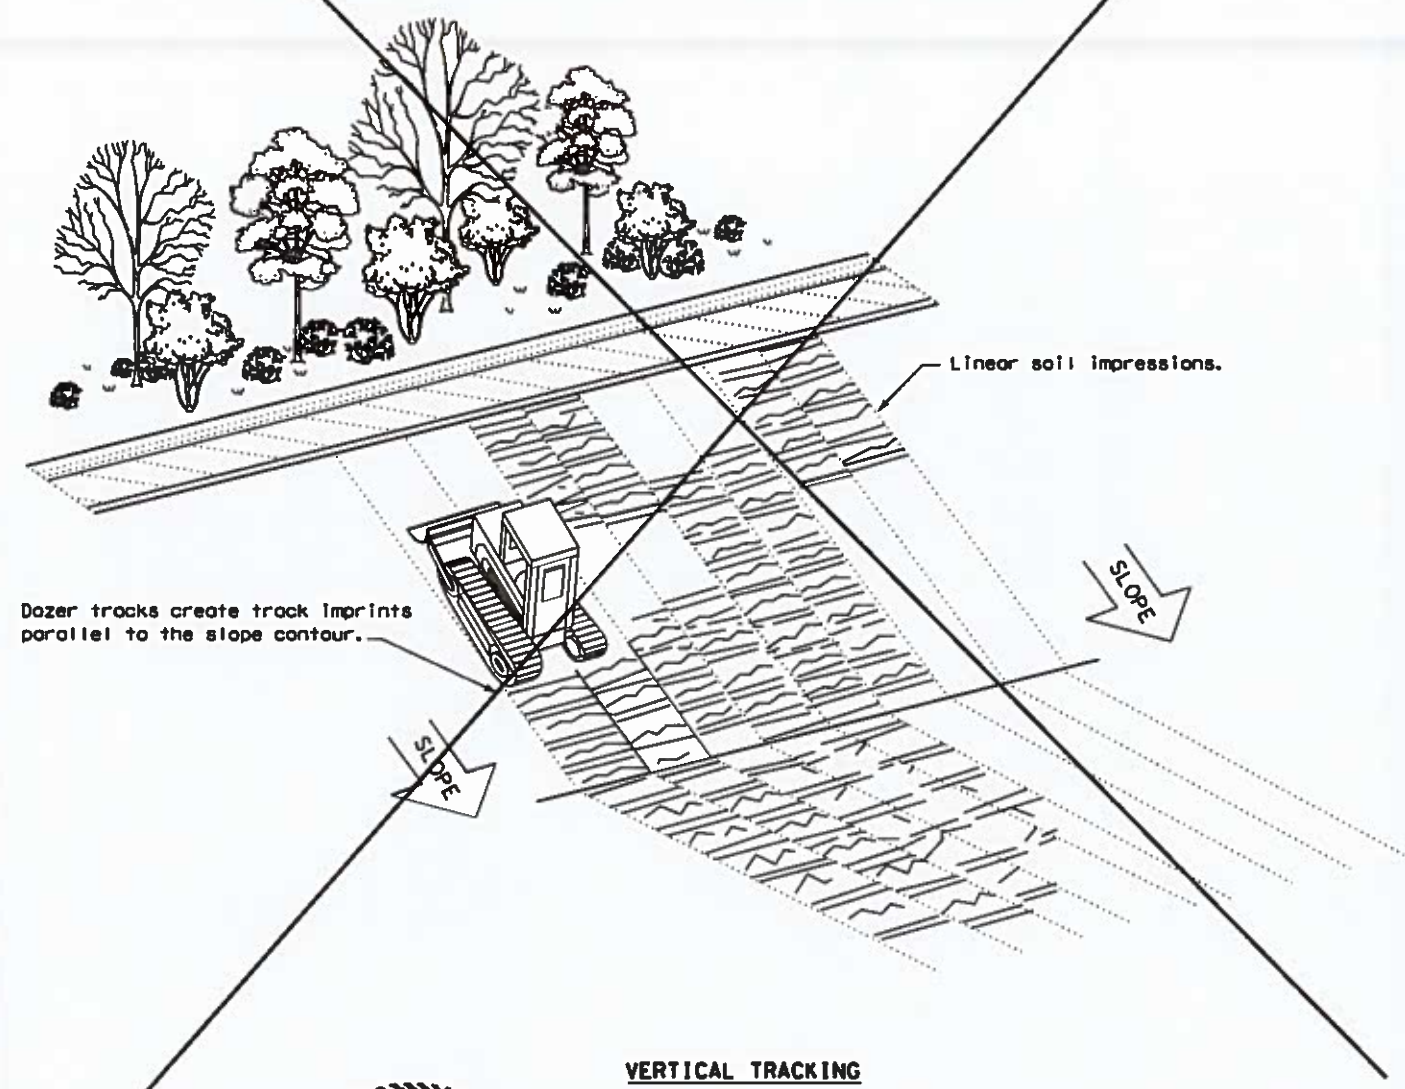 Linear soil impressions.
SLOPE
Dozer tracks create track imprints
parallel to the slope contour.
SLOPE
VERTICAL TRACKING